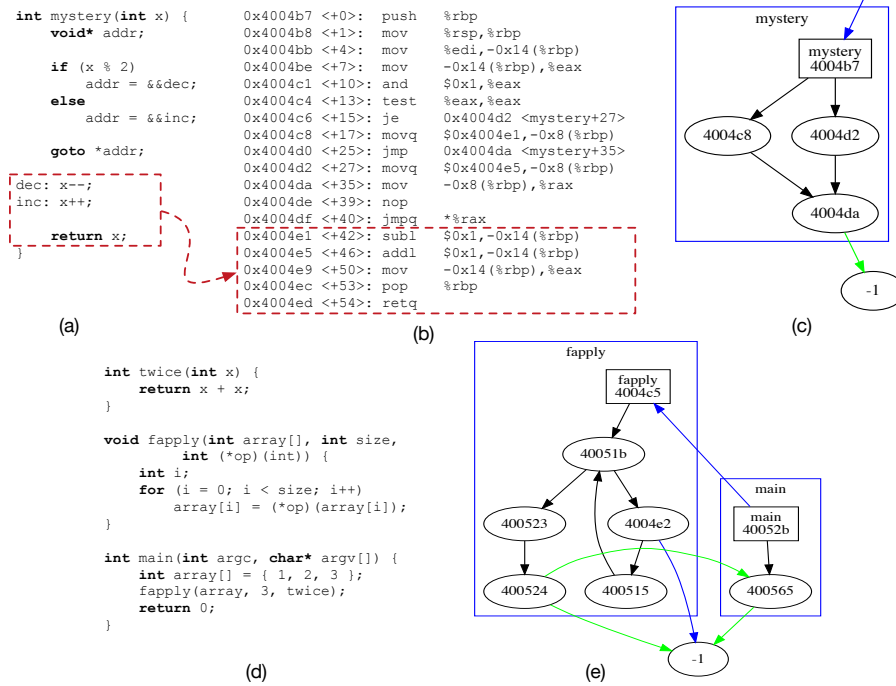 int mystery(int x) {
void* addr;
if (x % 2)
addr = &&dec;
else
addr = &&inc;
goto *addr;
dec: x--;
inc: x++;
return x;
}
(a)
0x4004b7 <+0>: push %rbp
0x4004b8 <+1>: mov %rsp,%rbp
0x4004bb <+4>: mov %edi,-0x14(%rbp)
0x4004be <+7>: mov -0x14(%rbp),%eax
0x4004c1 <+10>: and $0x1,%eax
0x4004c4 <+13>: test %eax,%eax
0x4004c6 <+15>: je 0x4004d2 <mystery+27>
0x4004c8 <+17>: movq $0x4004e1,-0x8(%rbp)
0x4004d0 <+25>: jmp 0x4004da <mystery+35>
0x4004d2 <+27>: movq $0x4004e5,-0x8(%rbp)
0x4004da <+35>: mov -0x8(%rbp),%rax
0x4004de <+39>: nop
0x4004df <+40>: jmpq *%rax
0x4004e1 <+42>: subl $0x1,-0x14(%rbp)
0x4004e5 <+46>: addl $0x1,-0x14(%rbp)
0x4004e9 <+50>: mov -0x14(%rbp),%eax
0x4004ec <+53>: pop %rbp
0x4004ed <+54>: retq
(b)
mystery
mystery
4004b7
4004c8
4004d2
4004da
-1
(c)
int twice(int x) {
return x + x;
}
void fapply(int array[], int size,
int (*op)(int)) {
int i;
for (i = 0; i < size; i++)
array[i] = (*op)(array[i]);
}
int main(int argc, char* argv[]) {
int array[] = { 1, 2, 3 };
fapply(array, 3, twice);
return 0;
}
(d)
fapply
fapply
4004c5
40051b
400523
4004e2
400524
400515
main
main
40052b
400565
-1
(e)